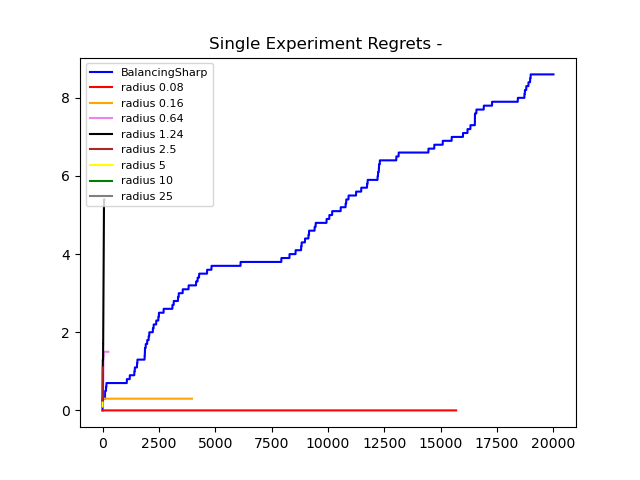 Single Experiment Regrets -
BalancingSharp
radius 0.08
radius 0.16
radius 0.64
radius 1.24
radius 2.5
radius 5
radius 10
radius 25
8
6
4
2
0
0 2500 5000 7500 10000 12500 15000 17500 20000